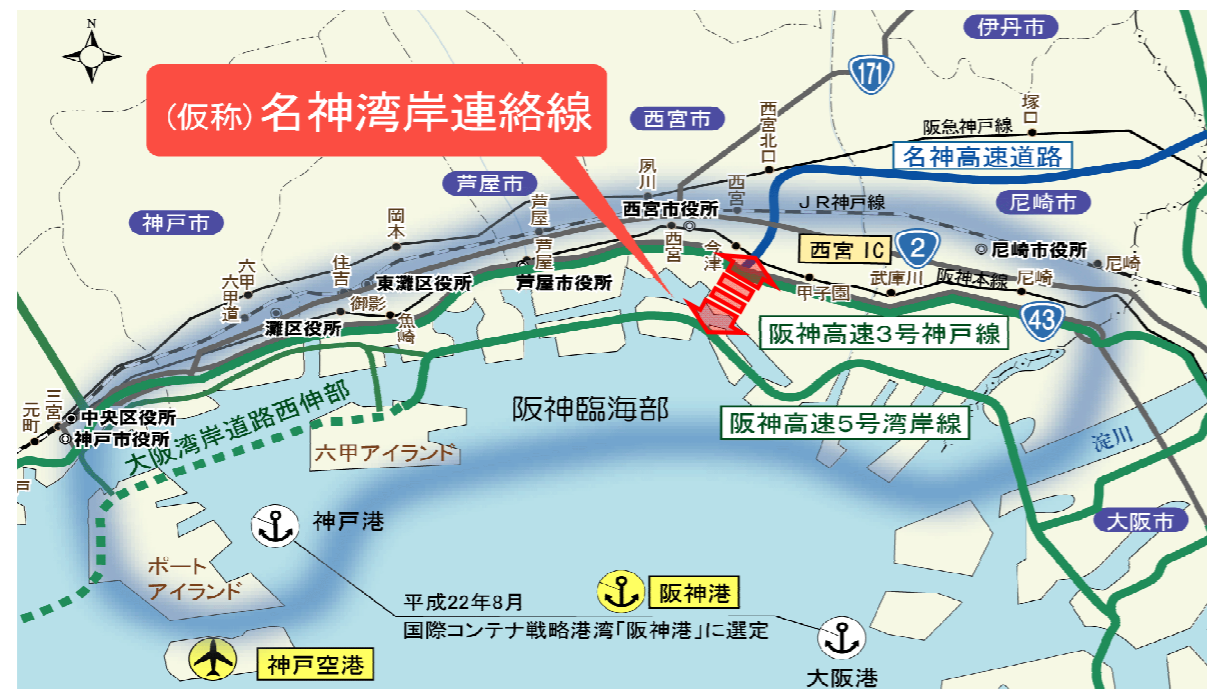 N
伊丹市
171
(仮称)名神湾岸連絡線
西宮市
西宮北口
塚口
阪急神戸線
名神高速道路
芦屋市
夙川
西宮
JR神戸線
尼崎市
神戸市
岡本
芦屋
西宮市役所
西宮
今津
西宮 IC
2
尼崎市役所
尼崎
六甲
六甲道
住吉
東灘区役所
芦屋
芦屋市役所
甲子園
武庫川
阪神本線
尼崎
御影
魚崎
灘区役所
阪神高速3号神戸線
43
三宮
元町
中央区役所
神戸市役所
大阪湾岸道路西伸部
阪神臨海部
阪神高速5号湾岸線
六甲アイランド
淀川
戸
神戸港
大阪市
ポート
アイランド
平成22年8月
国際コンテナ戦略港湾「阪神港」に選定
阪神港
神戸空港
大阪港